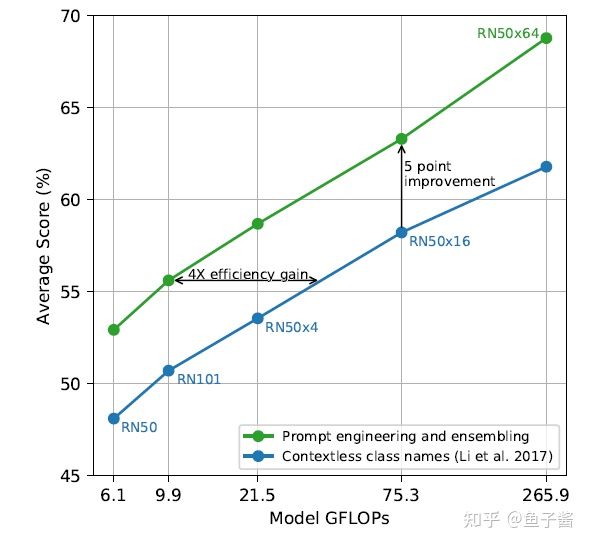 70
65
60
55
50
45
Average Score (%)
RN50x64
5 point
improvement
RN50x16
4X efficiency gain
RN50x4
RN101
RN50
Prompt engineering and ensembling
Contextless class names (Li et al. 2017)
6.1 9.9 21.5 75.3 265.9
Model GFLOPs
知乎 @鱼子酱